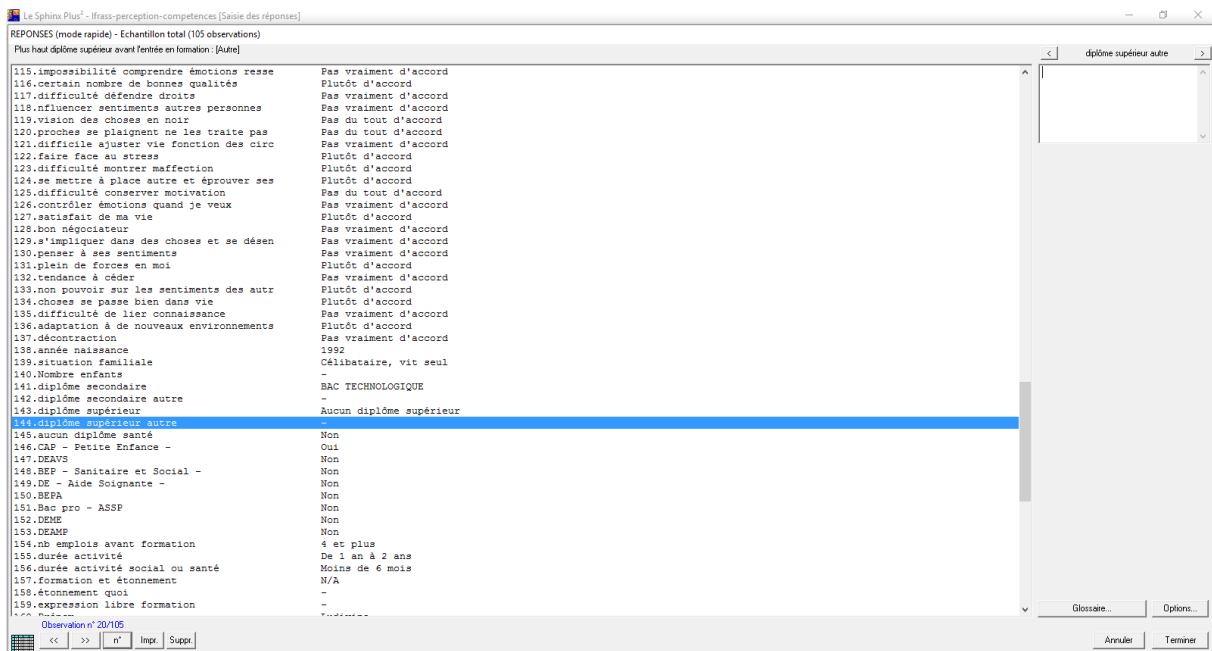 Le Sphinx Plus² - Ifrass-perception-competences [Saisie des réponses]
REPONSES (mode rapide) - Echantillon total (105 observations)
Plus haut diplôme supérieur avant l'entrée en formation : [Autre]
< diplôme supérieur autre >
115.impossibilité comprendre émotions resse Pas vraiment d'accord
116.certain nombre de bonnes qualités Plutôt d'accord
117.difficulté défendre droits Pas vraiment d'accord
118.nfluencer sentiments autres personnes Pas vraiment d'accord
119.vision des choses en noir Pas du tout d'accord
120.proches se plaignent ne les traite pas Pas du tout d'accord
121.difficile ajuster vie fonction des circ Pas vraiment d'accord
122.faire face au stress Plutôt d'accord
123.difficulté montrer maffection Plutôt d'accord
124.se mettre à place autre et éprouver ses Plutôt d'accord
125.difficulté conserver motivation Pas du tout d'accord
126.contrôler émotions quand je veux Pas vraiment d'accord
127.satisfait de ma vie Plutôt d'accord
128.bon négociateur Pas vraiment d'accord
129.s'impliquer dans des choses et se désen Pas vraiment d'accord
130.penser à ses sentiments Pas vraiment d'accord
131.plein de forces en moi Plutôt d'accord
132.tendance à céder Pas vraiment d'accord
133.non pouvoir sur les sentiments des autr Plutôt d'accord
134.choses se passe bien dans vie Plutôt d'accord
135.difficulté de lier connaissance Pas vraiment d'accord
136.adaptation à de nouveaux environnements Plutôt d'accord
137.décontraction Pas vraiment d'accord
138.année naissance 1992
139.situation familiale Célibataire, vit seul
140.Nombre enfants -
141.diplôme secondaire BAC TECHNOLOGIQUE
142.diplôme secondaire autre -
143.diplôme supérieur Aucun diplôme supérieur
144.diplôme supérieur autre -
145.aucun diplôme santé Non
146.CAP - Petite Enfance - Oui
147.DEAVS Non
148.BEP - Sanitaire et Social - Non
149.DE - Aide Soignante - Non
150.BEPA Non
151.Bac pro - ASSP Non
152.DEME Non
153.DEAMP Non
154.nb emplois avant formation 4 et plus
155.durée activité De 1 an à 2 ans
156.durée activité social ou santé Moins de 6 mois
157.formation et étonnement N/A
158.étonnement quoi -
159.expression libre formation -
Glossaire... Options...
Observation n° 20/105
<< >> n° Impr. Suppr.
Annuler Terminer